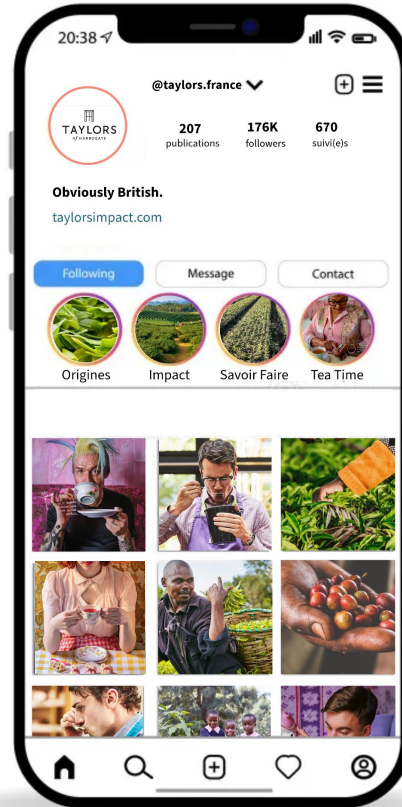 20:38
@taylors.france
TAYLORS
of HARROGATE
207 176K 670
publications followers suivi(e)s
Obviously British.
taylorsimpact.com
Following Message Contact
Origines Impact Savoir Faire Tea Time